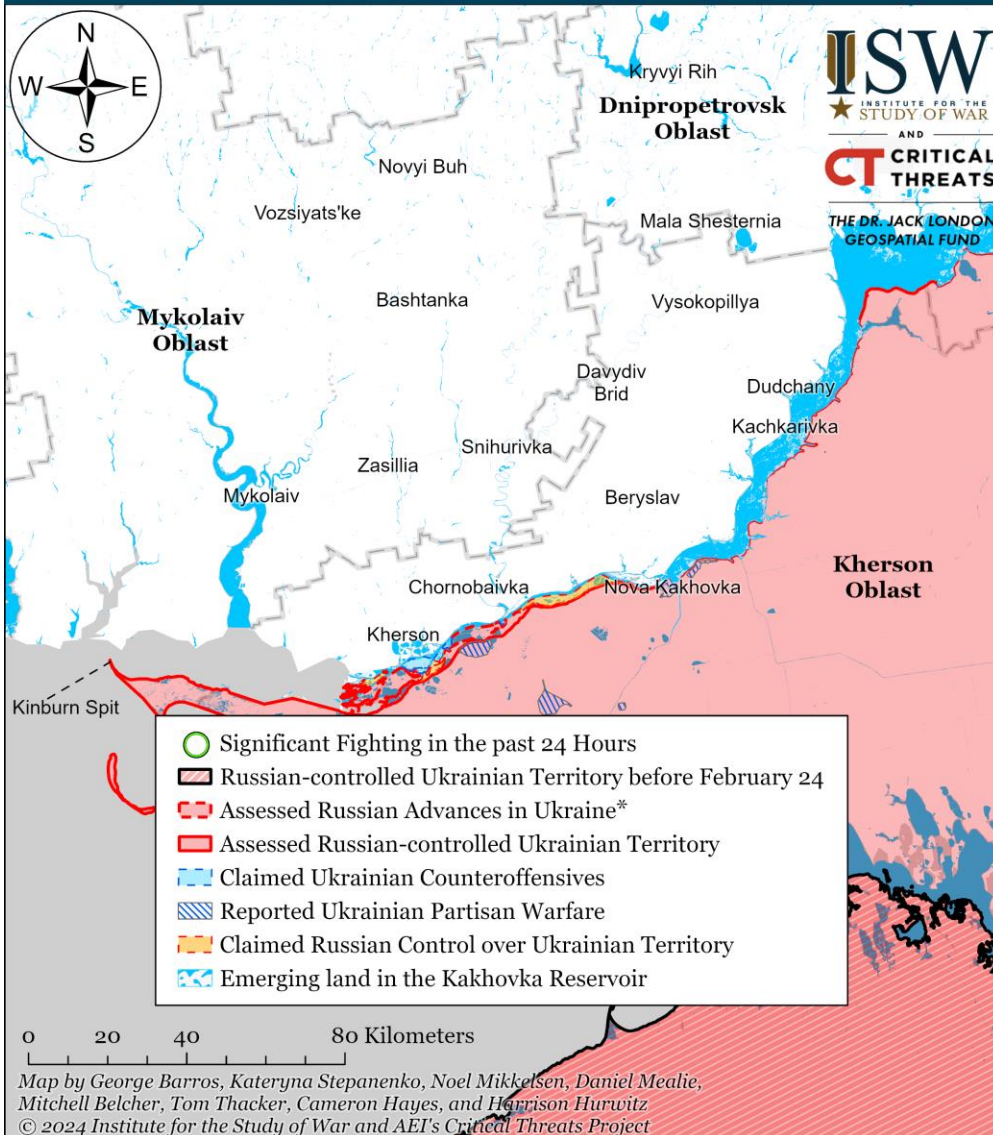 N
W
E
S
Kryvyi Rih
Dnipropetrovsk
Oblast
ISW
INSTITUTE FOR THE
STUDY OF WAR
AND
CT CRITICAL
THREATS
THE DR. JACK LONDON
GEOSPATIAL FUND
Novyi Buh
Vozsiyats'ke
Mala Shesternia
Bashtanka
Vysokopillya
Mykolaiv
Oblast
Davydiv
Brid
Dudchany
Kachkarivka
Snihurivka
Zasillia
Mykolaiv
Beryslav
Kherson
Oblast
Chornobaivka
Nova Kakhovka
Kherson
Kinburn Spit
Significant Fighting in the past 24 Hours
Russian-controlled Ukrainian Territory before February 24
Assessed Russian Advances in Ukraine*
Assessed Russian-controlled Ukrainian Territory
Claimed Ukrainian Counteroffensives
Reported Ukrainian Partisan Warfare
Claimed Russian Control over Ukrainian Territory
Emerging land in the Kakhovka Reservoir
0 20 40 80 Kilometers
Map by George Barros, Kateryna Stepanenko, Noel Mikkelsen, Daniel Mealie,
Mitchell Belcher, Tom Thacker, Cameron Hayes, and Harrison Hurwitz
© 2024 Institute for the Study of War and AEI's Critical Threats Project